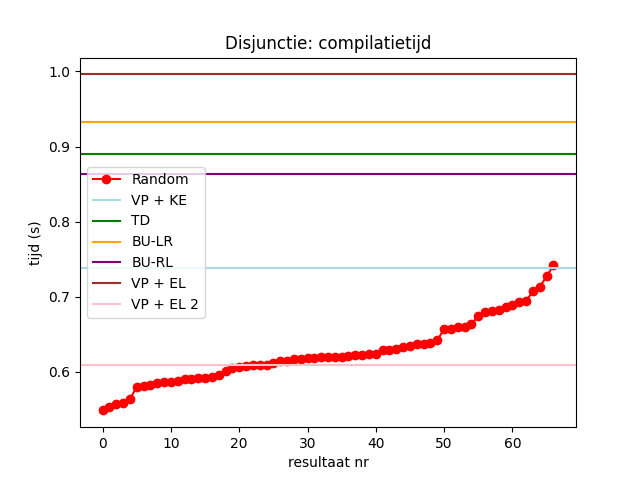 Disjunctie: compilatietijd
1.0
0.9
0.8
0.7
0.6
tijd (s)
Random
VP + KE
TD
BU-LR
BU-RL
VP + EL
VP + EL 2
0 10 20 30 40 50 60
resultaat nr